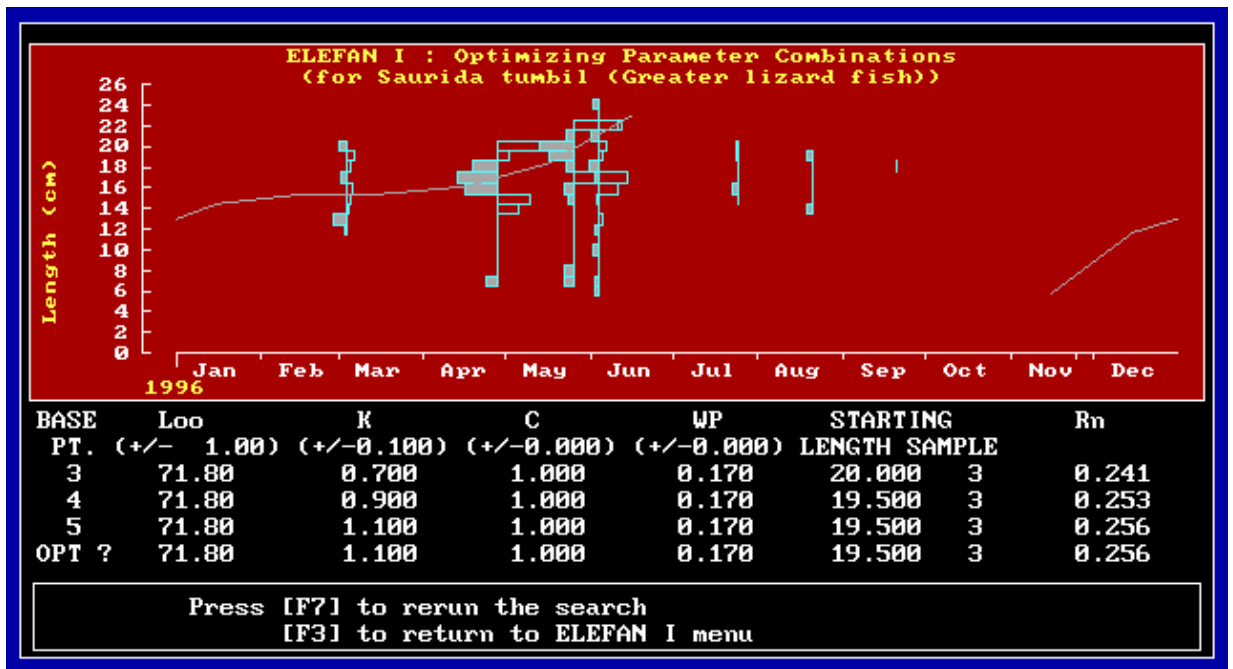 ELEFAN I : Optimizing Parameter Combinations
(for Saurida tumbil (Greater lizard fish))
Length (cm)
26
24
22
20
18
16
14
12
10
8
6
4
2
0
Jan Feb Mar Apr May Jun Jul Aug Sep Oct Nov Dec
1996
BASE Loo K C WP STARTING Rn
PT. (+/- 1.00) (+/-0.100) (+/-0.000) (+/-0.000) LENGTH SAMPLE
3 71.80 0.700 1.000 0.170 20.000 3 0.241
4 71.80 0.900 1.000 0.170 19.500 3 0.253
5 71.80 1.100 1.000 0.170 19.500 3 0.256
OPT ? 71.80 1.100 1.000 0.170 19.500 3 0.256
Press [F7] to rerun the search
[F3] to return to ELEFAN I menu